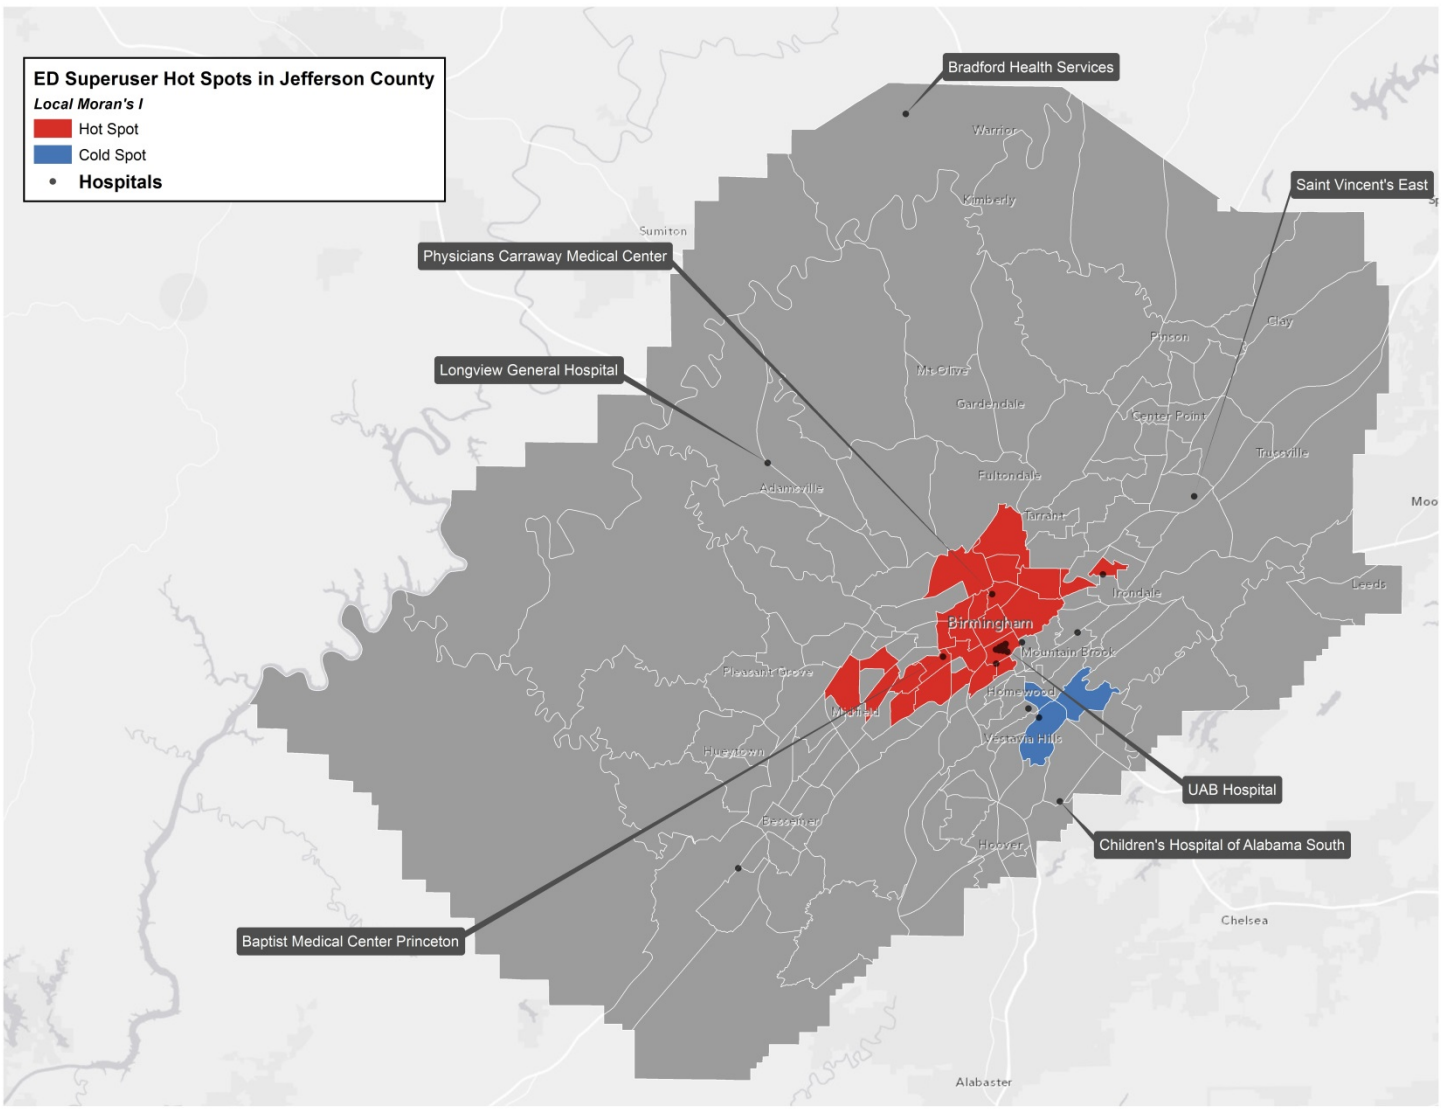 ED Superuser Hot Spots in Jefferson County
Local Moran's I
Hot Spot
Cold Spot
Hospitals
Bradford Health Services
Warrior
Saint Vincent's East
Kimberly
Sumiton
Physicians Carraway Medical Center
Clay
Pinson
Longview General Hospital
Mt Olive
Gardendale
Center Point
Trussville
Fultondale
Adamsville
Moo
Tarrant
Leeds
Irondale
Birmingham
Mountain Brook
Pleasant Grove
Homewood
Midfield
Vestavia Hills
Hueytown
UAB Hospital
Bessemer
Hoover
Children's Hospital of Alabama South
Chelsea
Baptist Medical Center Princeton
Alabaster